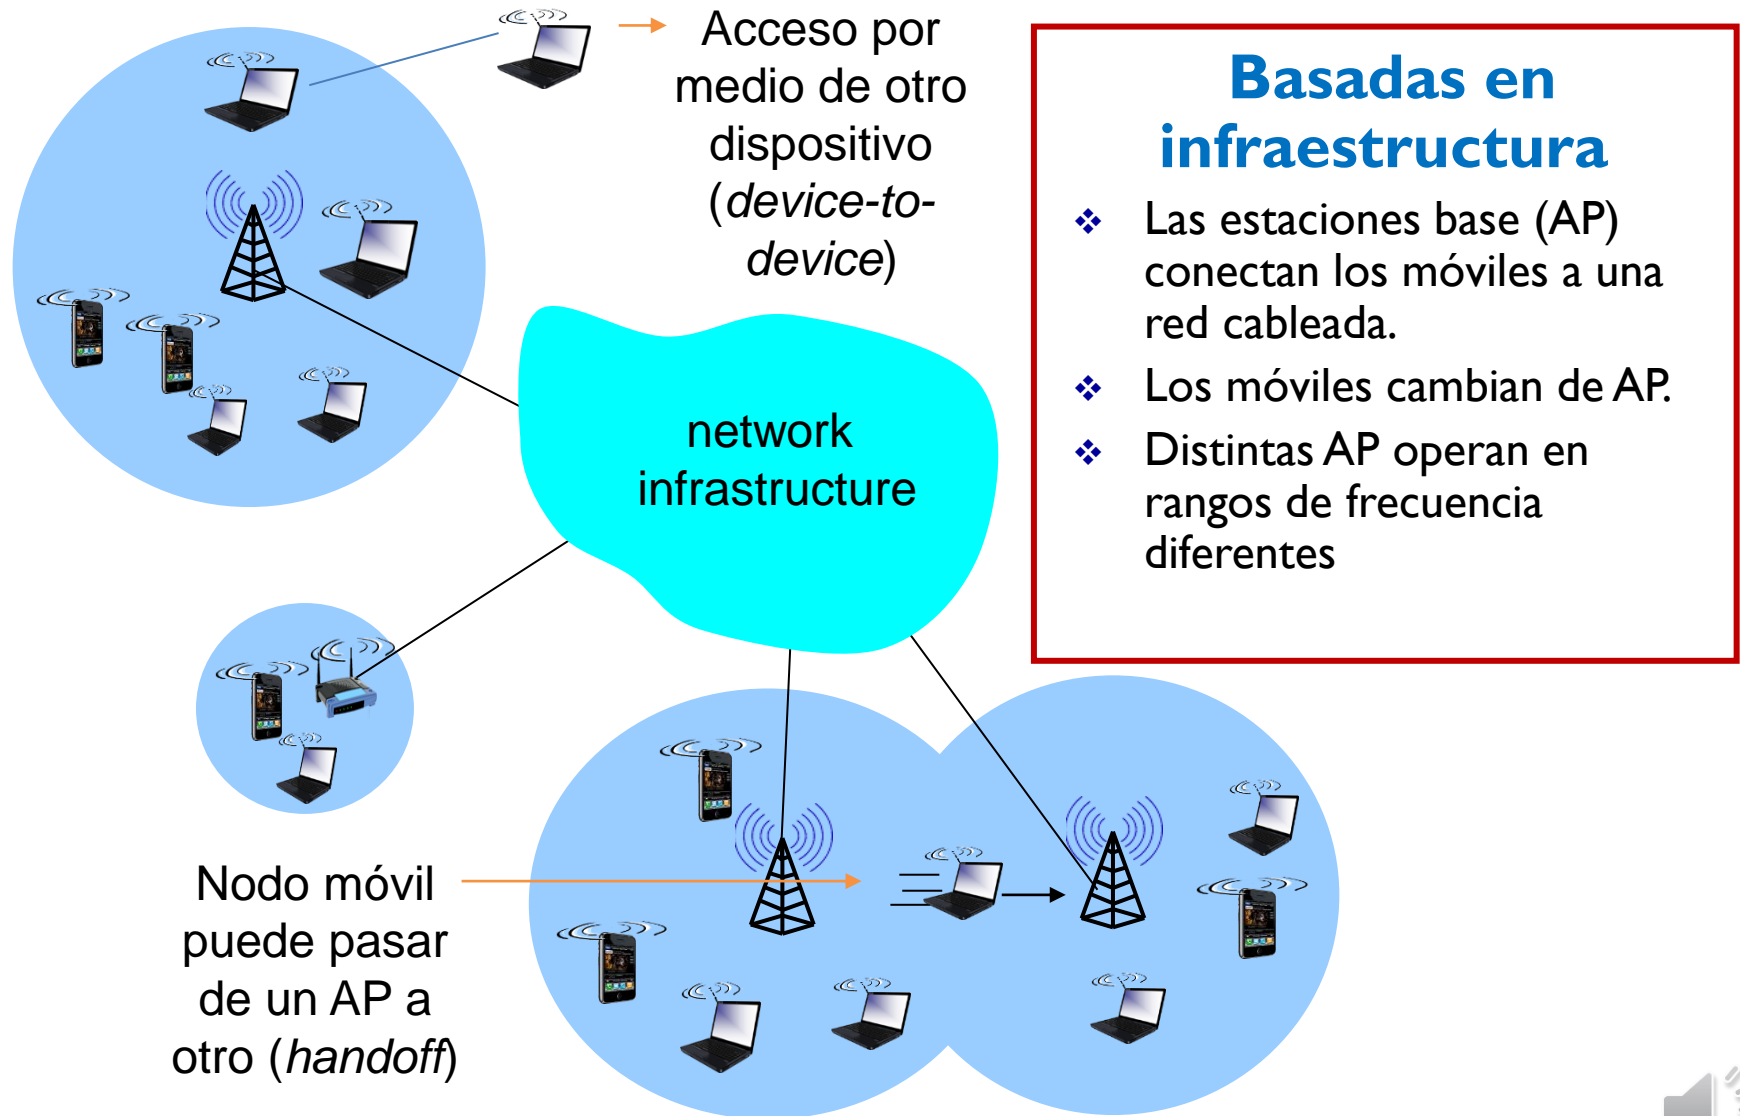 Acceso por
medio de otro
dispositivo
(device-to-
device)
Basadas en
infraestructura
❖ Las estaciones base (AP)
conectan los móviles a una
red cableada.
❖ Los móviles cambian de AP.
❖ Distintas AP operan en
rangos de frecuencia
diferentes
network
infrastructure
Nodo móvil
puede pasar
de un AP a
otro (handoff)